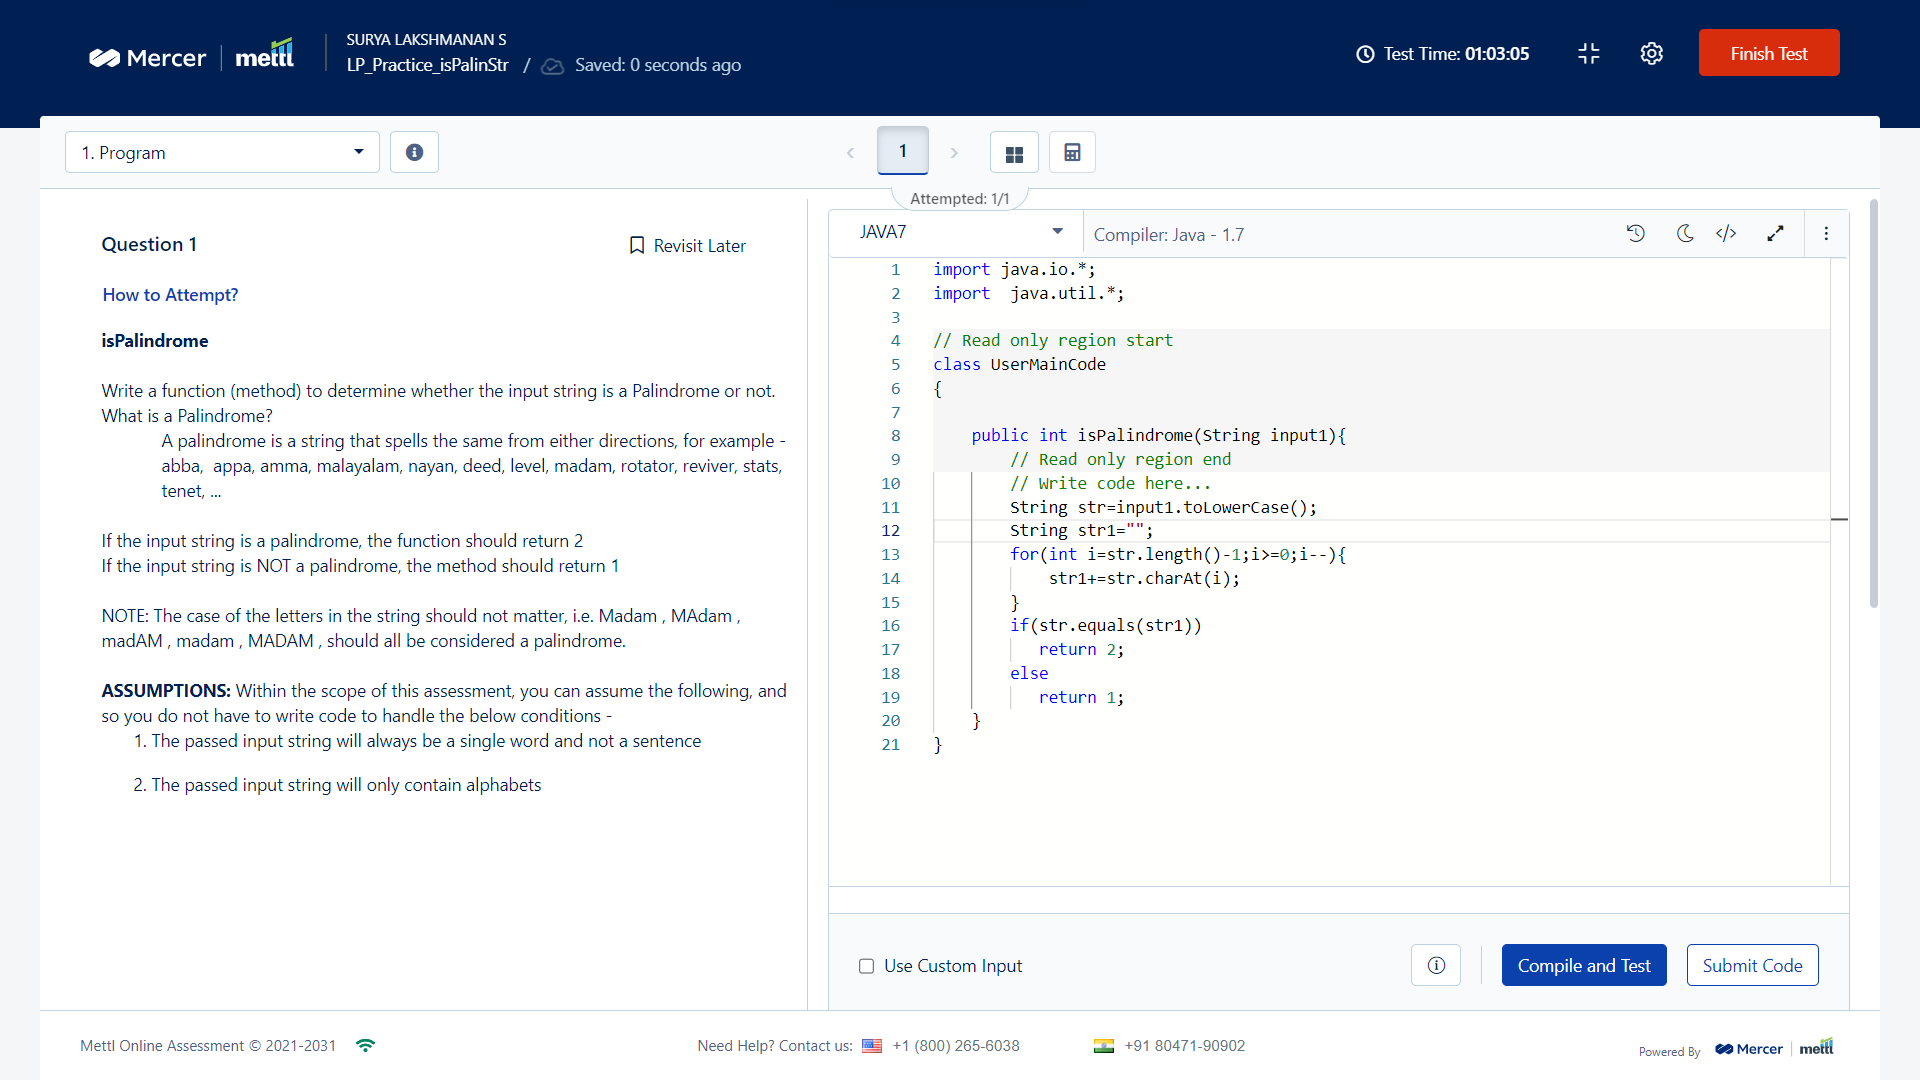 Mercer mettl
SURYA LAKSHMANAN S
LP_Practice_isPalinStr / Saved: 0 seconds ago
Test Time: 01:03:05
Finish Test
1. Program
1
Attempted: 1/1
Question 1
Revisit Later
How to Attempt?
isPalindrome
Write a function (method) to determine whether the input string is a Palindrome or not.
What is a Palindrome?
A palindrome is a string that spells the same from either directions, for example -
abba, appa, amma, malayalam, nayan, deed, level, madam, rotator, reviver, stats,
tenet, ...
If the input string is a palindrome, the function should return 2
If the input string is NOT a palindrome, the method should return 1
NOTE: The case of the letters in the string should not matter, i.e. Madam , MAdam ,
madAM , madam , MADAM , should all be considered a palindrome.
ASSUMPTIONS: Within the scope of this assessment, you can assume the following, and
so you do not have to write code to handle the below conditions -
1. The passed input string will always be a single word and not a sentence
2. The passed input string will only contain alphabets
JAVA7
Compiler: Java - 1.7
1 import java.io.*;
2 import  java.util.*;
3
4 // Read only region start
5 class UserMainCode
6 {
7
8 public int isPalindrome(String input1){
9 // Read only region end
10 // Write code here...
11 String str=input1.toLowerCase();
12 String str1="";
13 for(int i=str.length()-1;i>=0;i--){
14 str1+=str.charAt(i);
15 }
16 if(str.equals(str1))
17 return 2;
18 else
19 return 1;
20 }
21 }
Use Custom Input
Compile and Test
Submit Code
Mettl Online Assessment © 2021-2031
Need Help? Contact us: +1 (800) 265-6038
+91 80471-90902
Powered By Mercer mettl